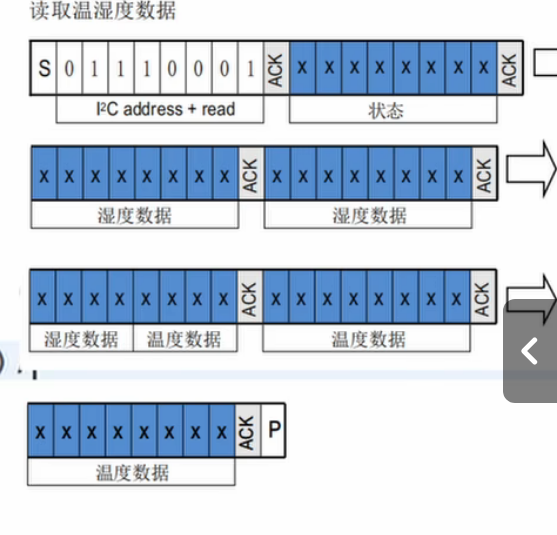 读取温湿度数据
S 0 1 1 1 0 0 0 1 ACK X X X X X X X X ACK
I²C address + read 状态
X X X X X X X X ACK X X X X X X X X ACK
湿度数据 湿度数据
X X X X X X X X ACK X X X X X X X X ACK
湿度数据 温度数据 温度数据
X X X X X X X X ACK P
温度数据